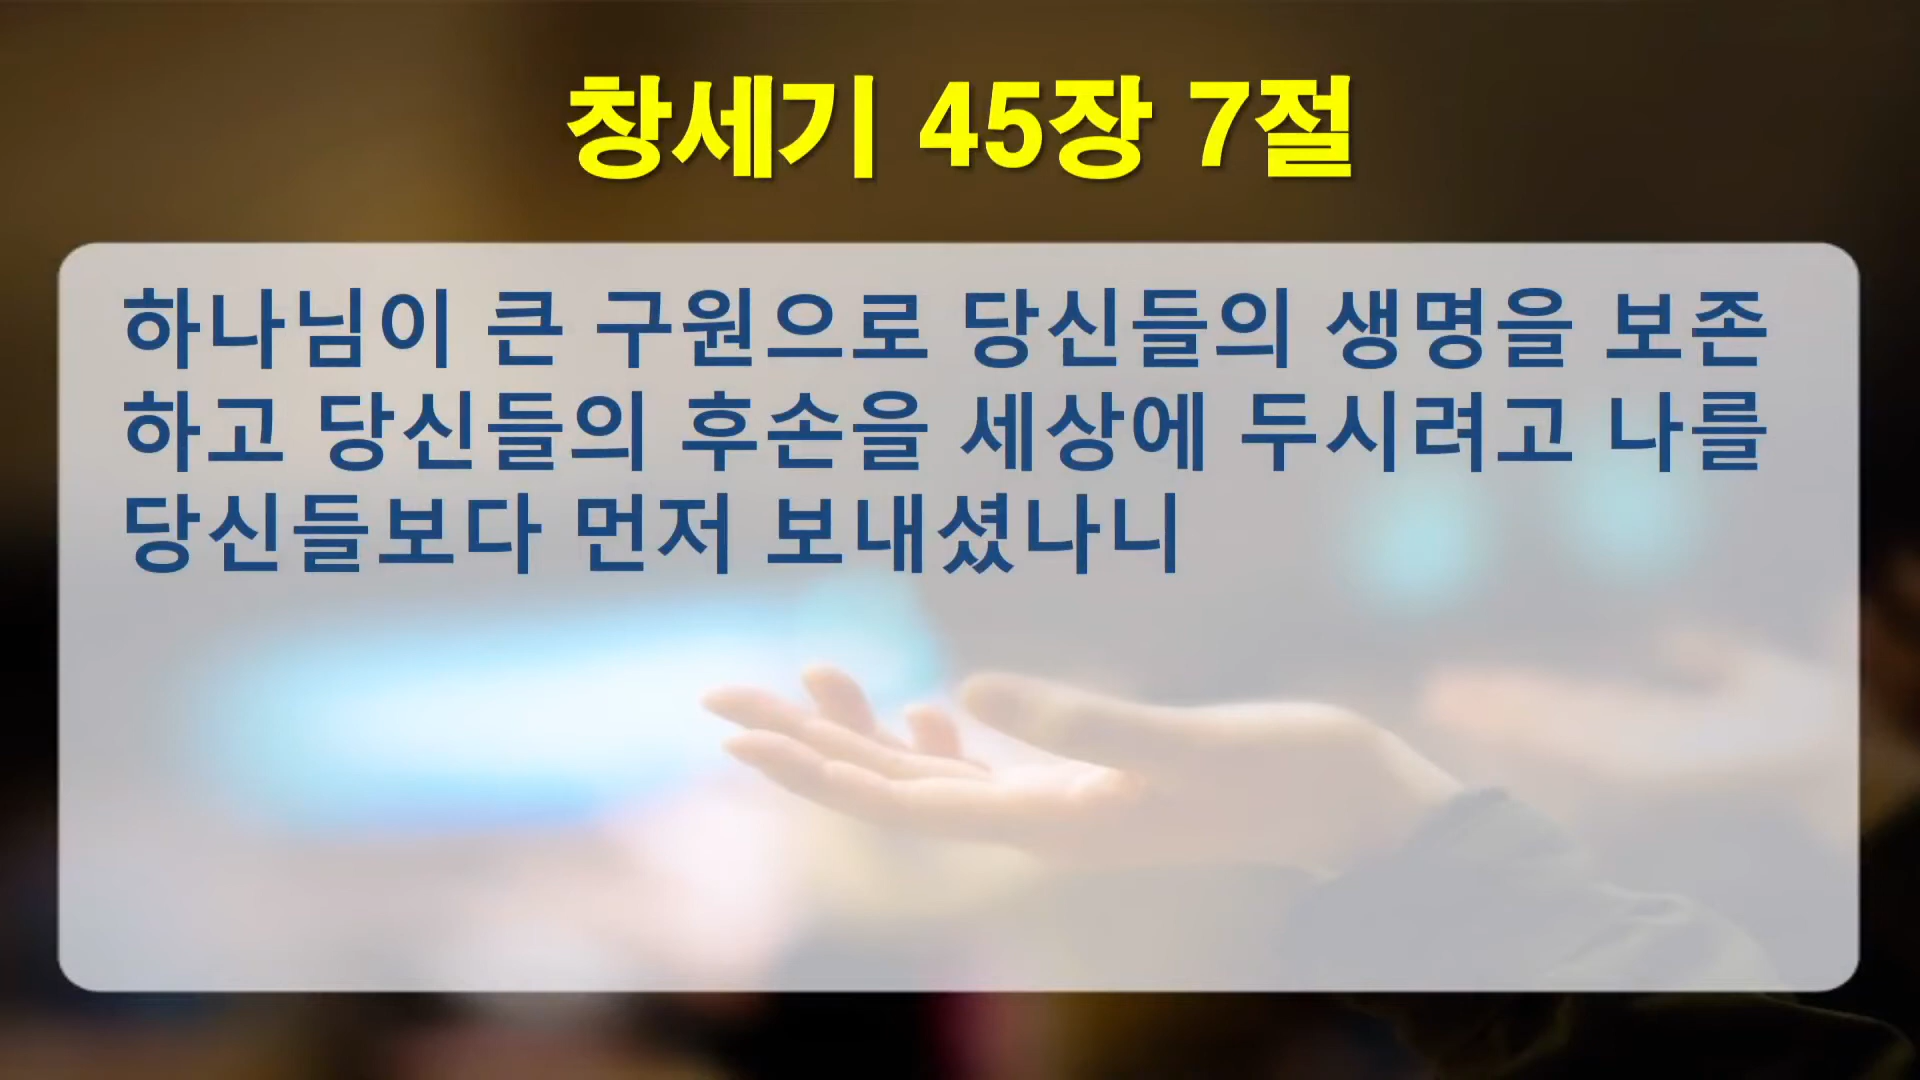 창세기 45장 7절
하나님이 큰 구원으로 당신들의 생명을 보존
하고 당신들의 후손을 세상에 두시려고 나를
당신들보다 먼저 보내셨나니